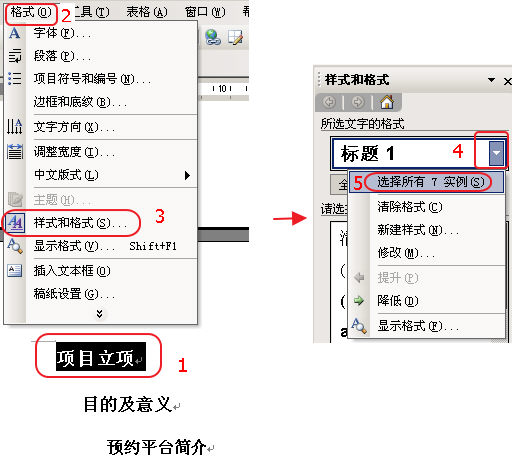 格式(O) 2 工具(T) 表格(A) 窗口(W) 帮
字体(F)...
段落(P)...
项目符号和编号(N)...
边框和底纹(B)...
文字方向(X)...
调整宽度(I)...
中文版式(L)
主题(H)...
样式和格式(S)... 3
显示格式(V)... Shift+F1
插入文本框(O)
稿纸设置(G)...
10
项目立项 1
目的及意义
预约平台简介
样式和格式
所选文字的格式
标题 1 4
全
5 选择所有 7 实例(S)
请选
清除格式(C)
新建样式(N)...
修改(M)...
提升(P)
降低(D)
显示格式(F)...